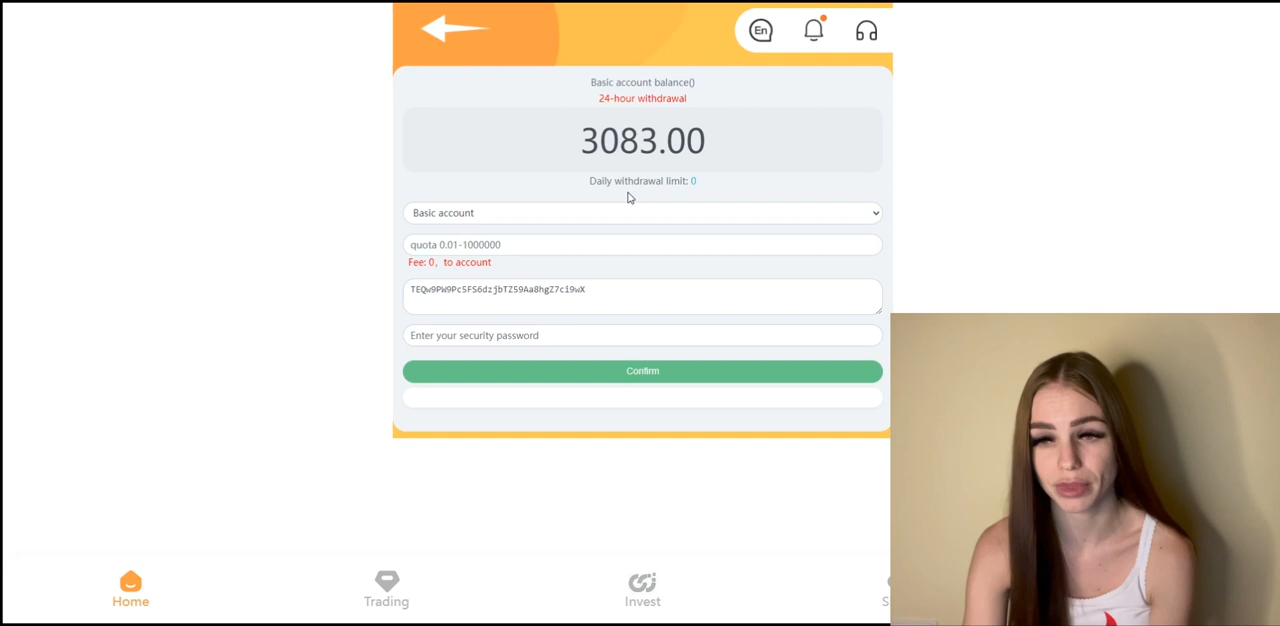 En
Basic account balance()
24-hour withdrawal
3083.00
Daily withdrawal limit: 0
Basic account
quota 0.01-1000000
Fee: 0, to account
TEQw9PW9Pc5FS6dzjbTZ59Aa8hgZ7ci9wX
Enter your security password
Confirm
Home
Trading
Invest
S